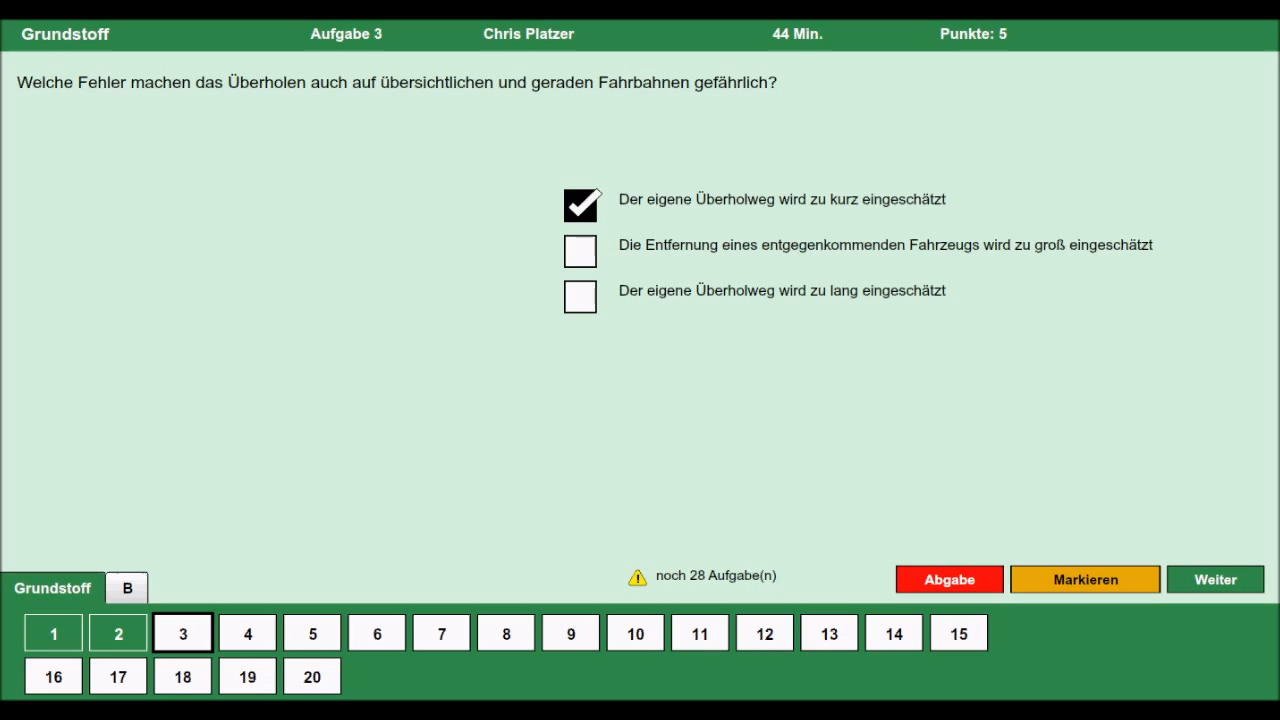 Grundstoff Aufgabe 3 Chris Platzer 44 Min. Punkte: 5
Welche Fehler machen das Überholen auch auf übersichtlichen und geraden Fahrbahnen gefährlich?
Der eigene Überholweg wird zu kurz eingeschätzt
Die Entfernung eines entgegenkommenden Fahrzeugs wird zu groß eingeschätzt
Der eigene Überholweg wird zu lang eingeschätzt
noch 28 Aufgabe(n) Abgabe Markieren Weiter
Grundstoff B
1 2 3 4 5 6 7 8 9 10 11 12 13 14 15
16 17 18 19 20